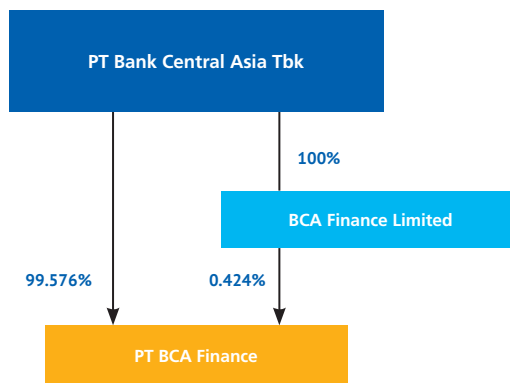 PT Bank Central Asia Tbk
100%
BCA Finance Limited
99.576%
0.424%
PT BCA Finance